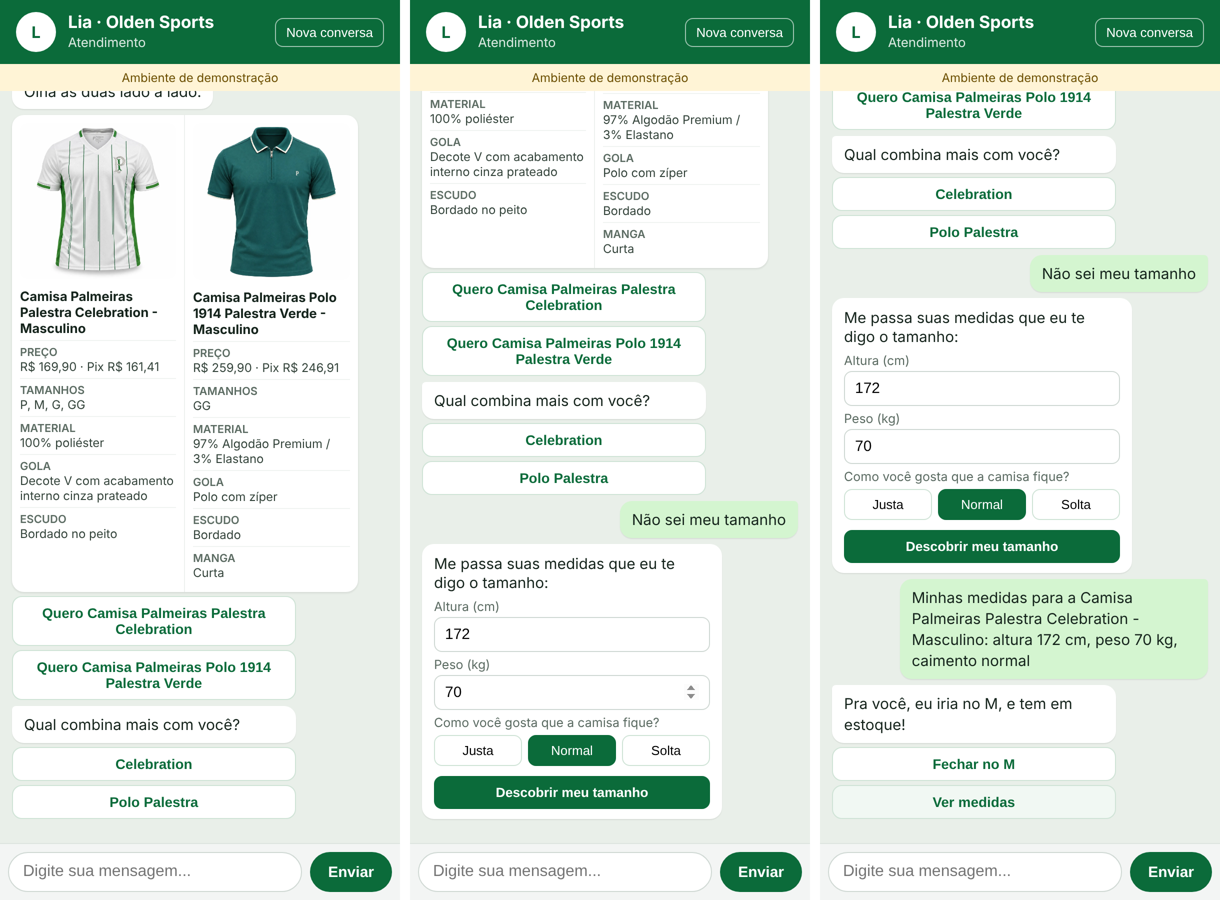 L
Lia · Olden Sports
Atendimento
Nova conversa
Ambiente de demonstração
Olha as duas lado a lado:
Camisa Palmeiras
Palestra Celebration -
Masculino
PREÇO
R$ 169,90 · Pix R$ 161,41
TAMANHOS
P, M, G, GG
MATERIAL
100% poliéster
GOLA
Decote V com acabamento
interno cinza prateado
ESCUDO
Bordado no peito
Camisa Palmeiras Polo
1914 Palestra Verde -
Masculino
PREÇO
R$ 259,90 · Pix R$ 246,91
TAMANHOS
GG
MATERIAL
97% Algodão Premium /
3% Elastano
GOLA
Polo com zíper
ESCUDO
Bordado
MANGA
Curta
Quero Camisa Palmeiras Palestra
Celebration
Quero Camisa Palmeiras Polo 1914
Palestra Verde
Qual combina mais com você?
Celebration
Polo Palestra
Digite sua mensagem...
Enviar
L
Lia · Olden Sports
Atendimento
Nova conversa
Ambiente de demonstração
MATERIAL
100% poliéster
GOLA
Decote V com acabamento
interno cinza prateado
ESCUDO
Bordado no peito
MATERIAL
97% Algodão Premium /
3% Elastano
GOLA
Polo com zíper
ESCUDO
Bordado
MANGA
Curta
Quero Camisa Palmeiras Palestra
Celebration
Quero Camisa Palmeiras Polo 1914
Palestra Verde
Qual combina mais com você?
Celebration
Polo Palestra
Não sei meu tamanho
Me passa suas medidas que eu te
digo o tamanho:
Altura (cm)
172
Peso (kg)
70
Como você gosta que a camisa fique?
Justa
Normal
Solta
Descobrir meu tamanho
Digite sua mensagem...
Enviar
L
Lia · Olden Sports
Atendimento
Nova conversa
Ambiente de demonstração
Quero Camisa Palmeiras Polo 1914
Palestra Verde
Qual combina mais com você?
Celebration
Polo Palestra
Não sei meu tamanho
Me passa suas medidas que eu te
digo o tamanho:
Altura (cm)
172
Peso (kg)
70
Como você gosta que a camisa fique?
Justa
Normal
Solta
Descobrir meu tamanho
Minhas medidas para a Camisa
Palmeiras Palestra Celebration -
Masculino: altura 172 cm, peso 70 kg,
caimento normal
Pra você, eu iria no M, e tem em
estoque!
Fechar no M
Ver medidas
Digite sua mensagem...
Enviar